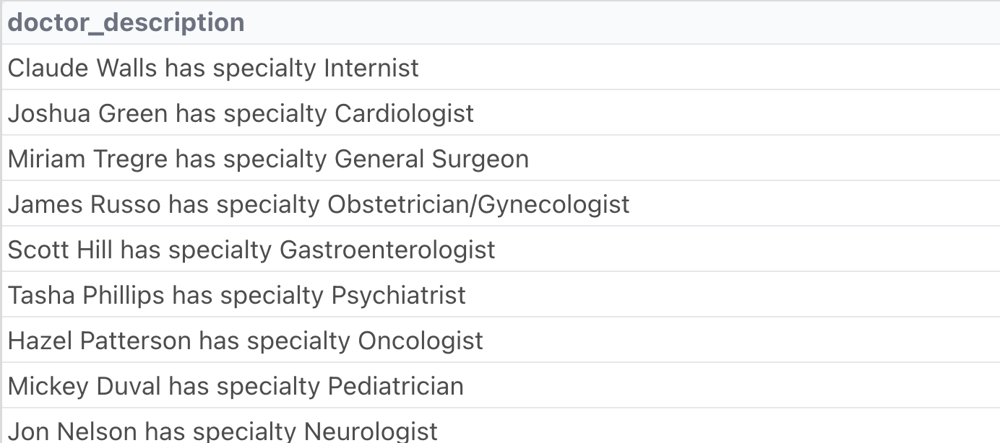 doctor_description
Claude Walls has specialty Internist
Joshua Green has specialty Cardiologist
Miriam Tregre has specialty General Surgeon
James Russo has specialty Obstetrician/Gynecologist
Scott Hill has specialty Gastroenterologist
Tasha Phillips has specialty Psychiatrist
Hazel Patterson has specialty Oncologist
Mickey Duval has specialty Pediatrician
Jon Nelson has specialty Neurologist